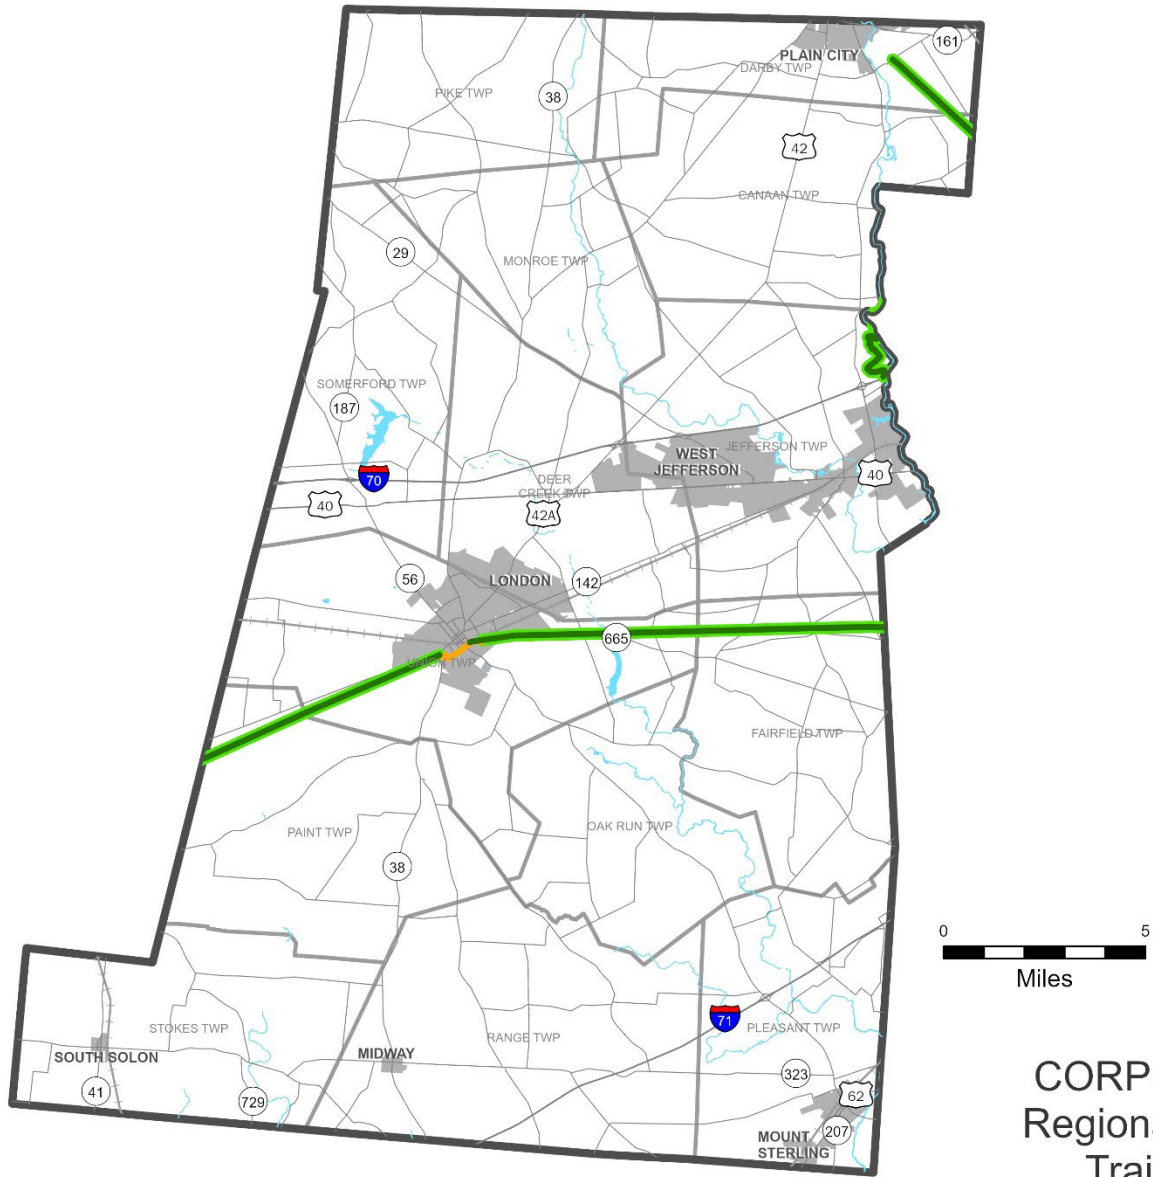 161
PLAIN CITY
DARBY TWP
PIKE TWP
38
42
CANAAN TWP
29
MONROE TWP
SOMERFORD TWP
187
JEFFERSON TWP
WEST
JEFFERSON
70
40
DEER
CREEK TWP
40
42A
56
LONDON
142
665
UNION TWP
FAIRFIELD TWP
PAINT TWP
OAK RUN TWP
38
0 5
Miles
71
STOKES TWP
RANGE TWP
PLEASANT TWP
SOUTH SOLON
MIDWAY
323
41
729
62
207
MOUNT
STERLING
CORP
Regiona
Trai